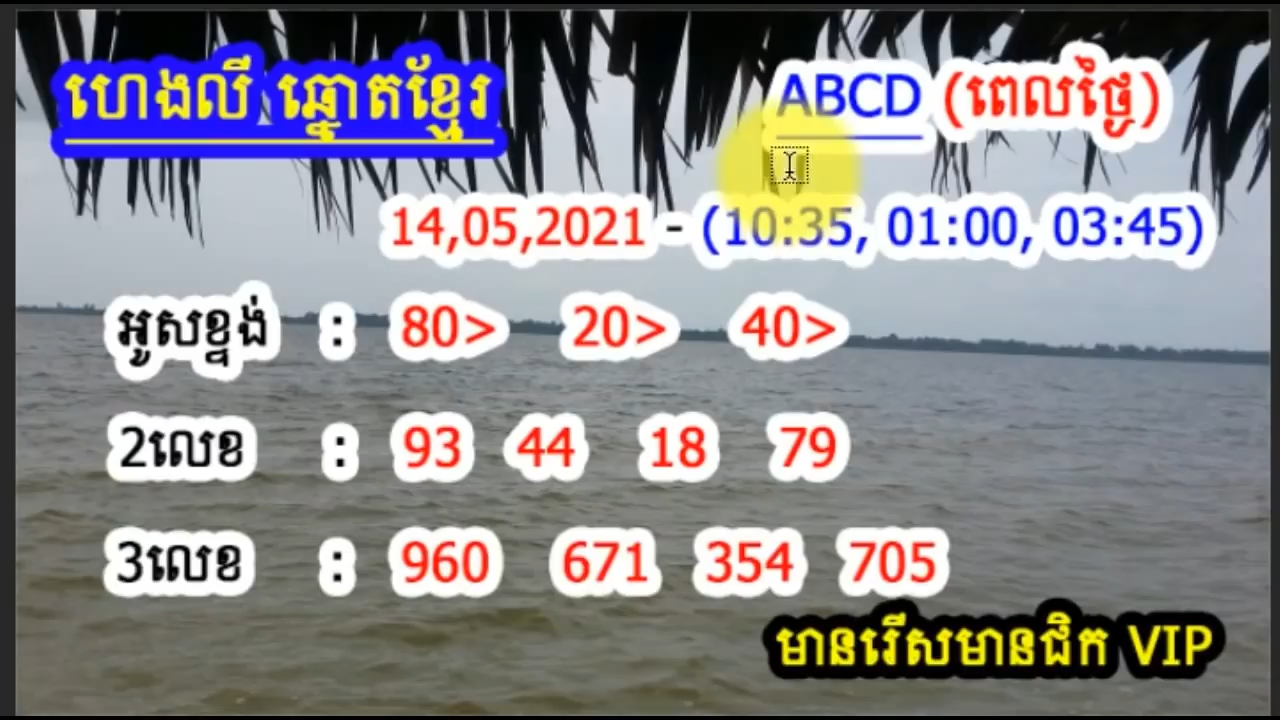 ហេងលី ឆ្នោតខ្មែរ
ABCD (ពេលថ្ងៃ)
14,05,2021 - (10:35, 01:00, 03:45)
អូសខ្ទង់ : 80> 20> 40>
2លេខ : 93 44 18 79
3លេខ : 960 671 354 705
មានរើសមានជិក VIP